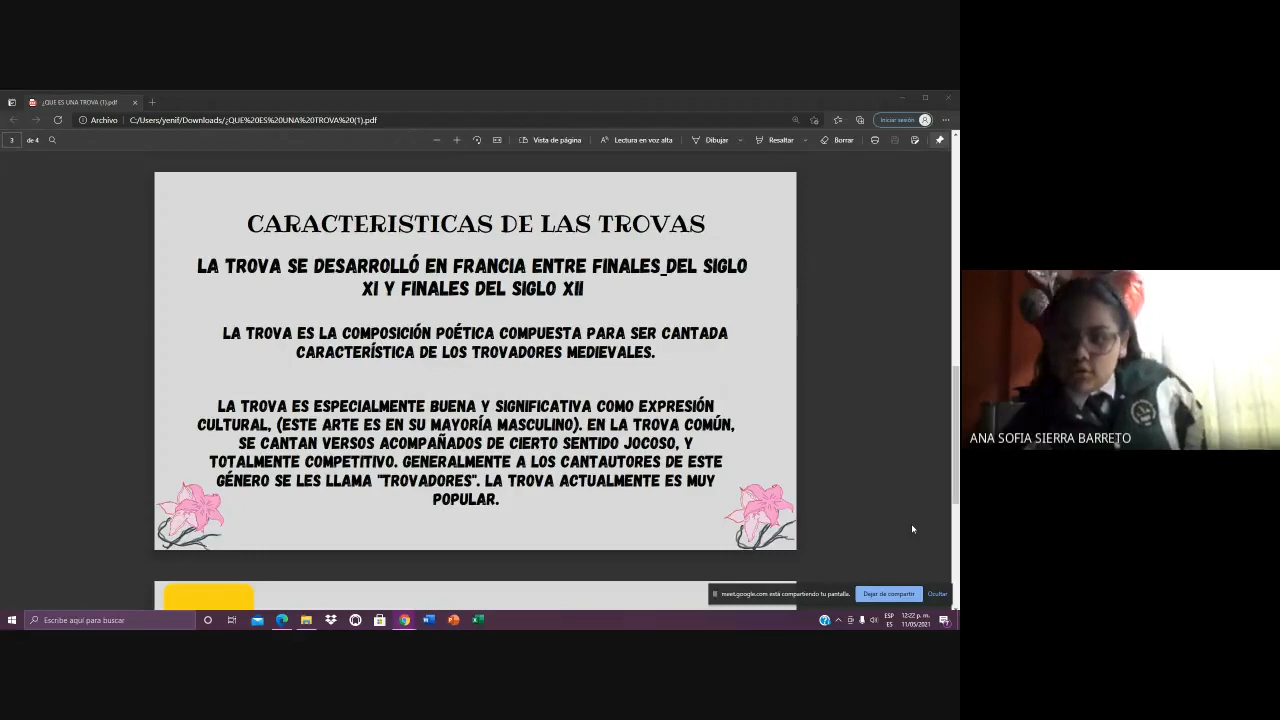 ¿QUE ES UNA TROVA (1).pdf
Archivo
C:/Users/yenif/Downloads/¿QUE%20ES%20UNA%20TROVA%20(1).pdf
Iniciar sesión
3 de 4
Vista de página
Lectura en voz alta
Dibujar
Resaltar
Borrar
CARACTERISTICAS DE LAS TROVAS
LA TROVA SE DESARROLLÓ EN FRANCIA ENTRE FINALES_DEL SIGLO
XI Y FINALES DEL SIGLO XII
LA TROVA ES LA COMPOSICIÓN POÉTICA COMPUESTA PARA SER CANTADA
CARACTERÍSTICA DE LOS TROVADORES MEDIEVALES.
LA TROVA ES ESPECIALMENTE BUENA Y SIGNIFICATIVA COMO EXPRESIÓN
CULTURAL, (ESTE ARTE ES EN SU MAYORÍA MASCULINO). EN LA TROVA COMÚN,
SE CANTAN VERSOS ACOMPAÑADOS DE CIERTO SENTIDO JOCOSO, Y
TOTALMENTE COMPETITIVO. GENERALMENTE A LOS CANTAUTORES DE ESTE
GÉNERO SE LES LLAMA "TROVADORES". LA TROVA ACTUALMENTE ES MUY
POPULAR.
ANA SOFIA SIERRA BARRETO
meet.google.com está compartiendo tu pantalla.
Dejar de compartir
Ocultar
Escribe aquí para buscar
ESP
ES
12:22 p. m.
11/05/2021